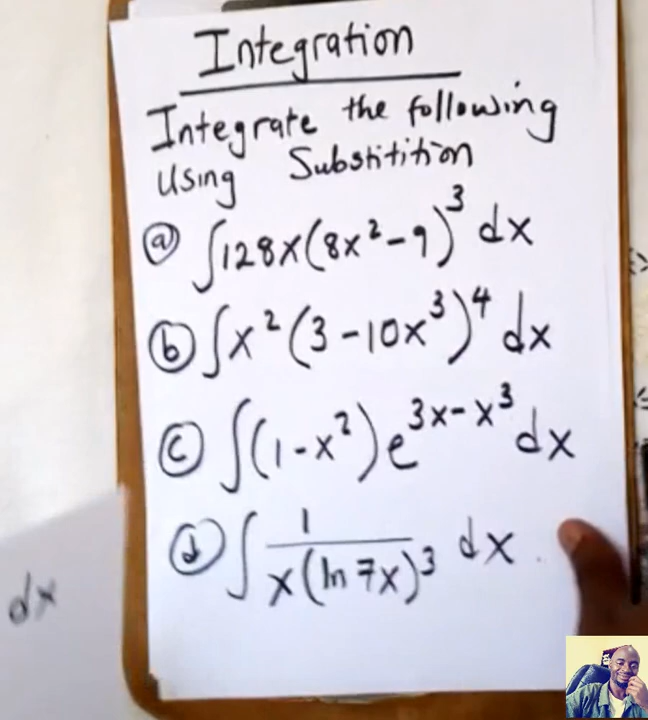 Integration
Integrate the following
Using Substitition
(a) ∫128x(8x²-9)³ dx
(b) ∫x²(3-10x³)⁴ dx
(c) ∫(1-x²)e^{3x-x³} dx
(d) ∫ 1/(x(ln 7x)³) dx
dx